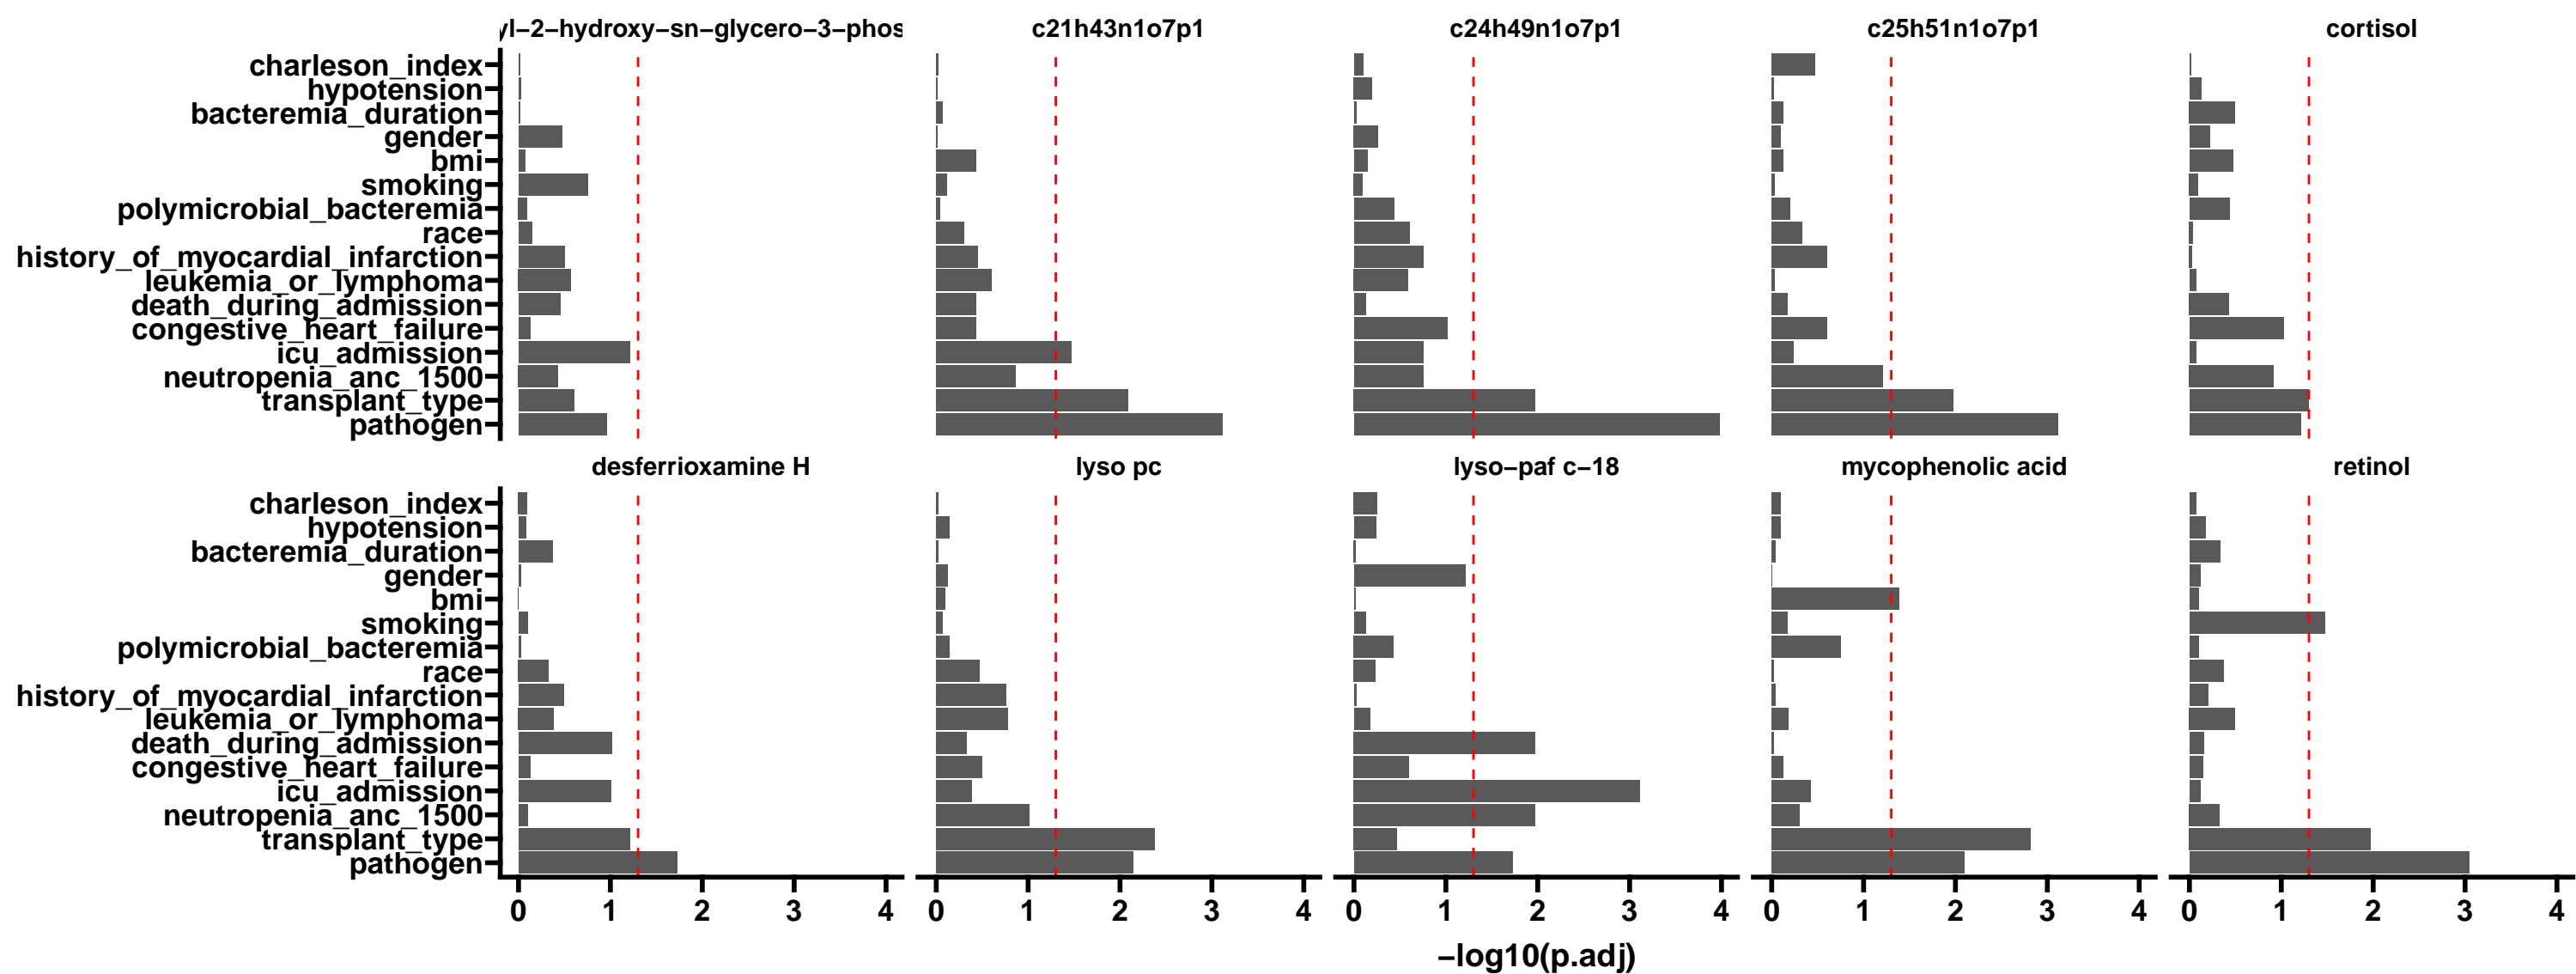 yl−2−hydroxy−sn−glycero−3−phos c21h43n1o7p1 c24h49n1o7p1 c25h51n1o7p1 cortisol
charleson_index
hypotension
bacteremia_duration
gender
bmi
smoking
polymicrobial_bacteremia
race
history_of_myocardial_infarction
leukemia_or_lymphoma
death_during_admission
congestive_heart_failure
icu_admission
neutropenia_anc_1500
transplant_type
pathogen
desferrioxamine H lyso pc lyso−paf c−18 mycophenolic acid retinol
charleson_index
hypotension
bacteremia_duration
gender
bmi
smoking
polymicrobial_bacteremia
race
history_of_myocardial_infarction
leukemia_or_lymphoma
death_during_admission
congestive_heart_failure
icu_admission
neutropenia_anc_1500
transplant_type
pathogen
0 1 2 3 4 0 1 2 3 4 0 1 2 3 4 0 1 2 3 4 0 1 2 3 4
−log10(p.adj)